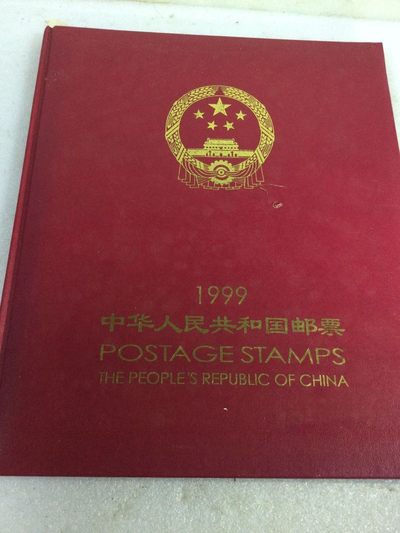 1999
中华人民共和国邮票
POSTAGE STAMPS
THE PEOPLE'S REPUBLIC OF CHINA